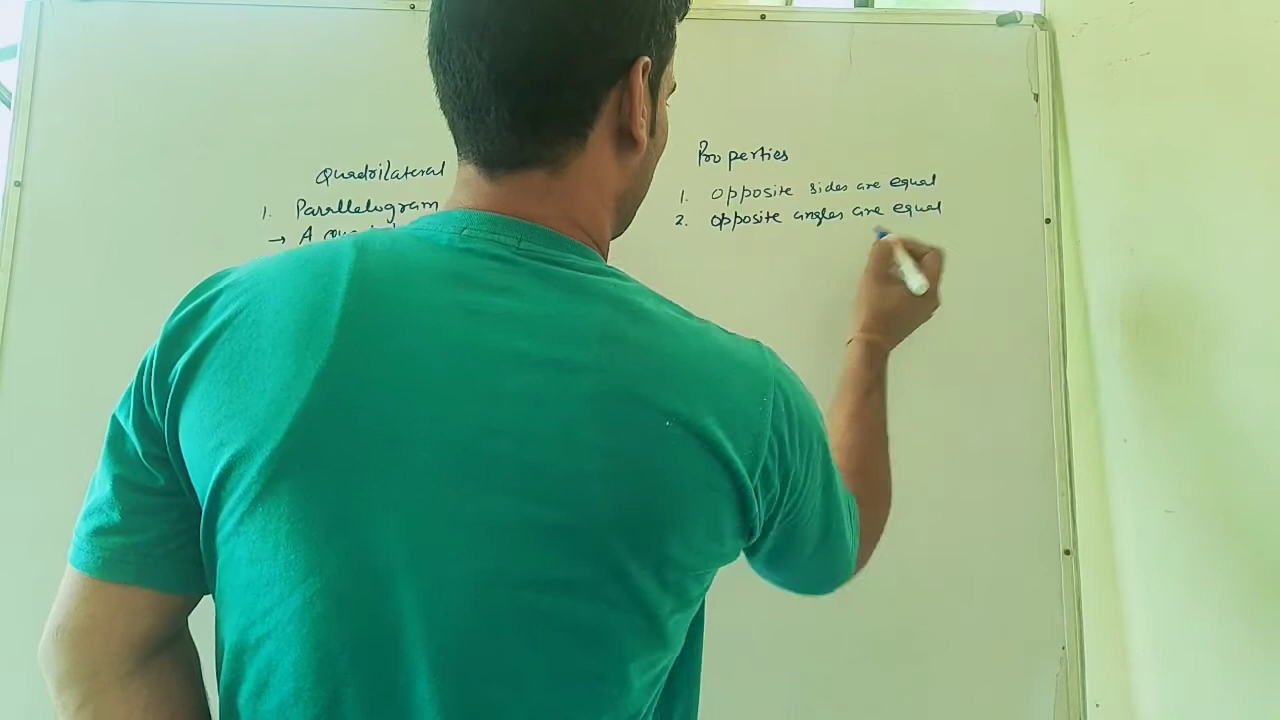 Quadrilateral
1. Parallelogram
→ A
Properties
1. Opposite sides are equal
2. Opposite angles are equal